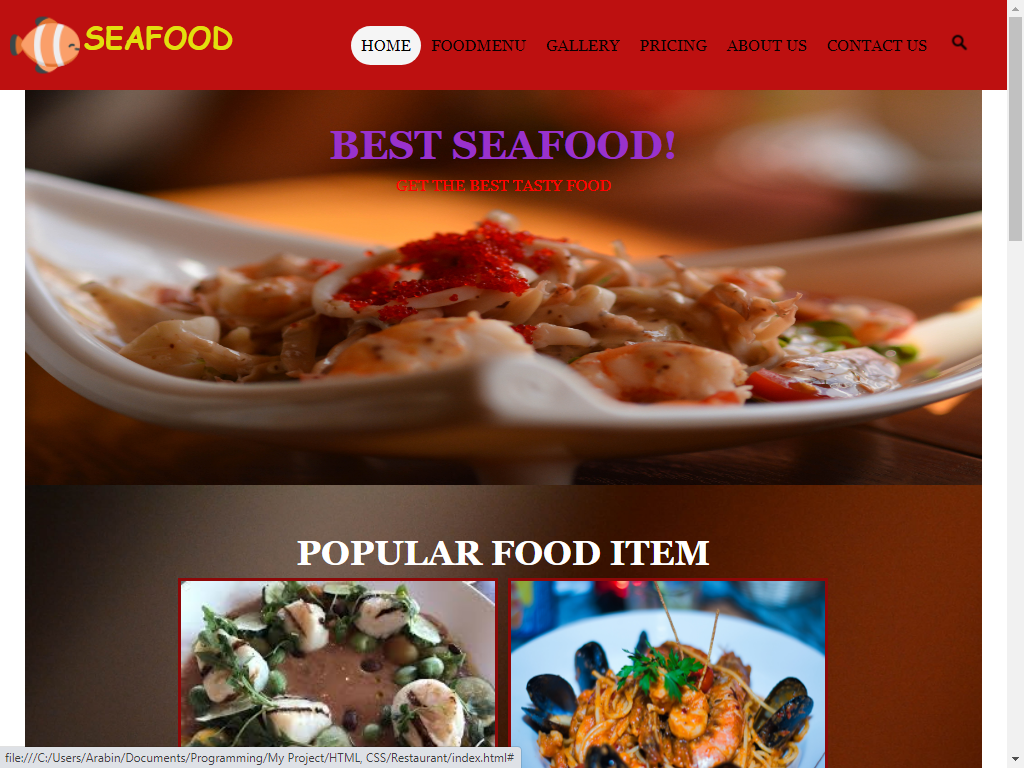 SEAFOOD
HOME FOODMENU GALLERY PRICING ABOUT US CONTACT US
BEST SEAFOOD!
GET THE BEST TASTY FOOD
POPULAR FOOD ITEM
file:///C:/Users/Arabin/Documents/Programming/My Project/HTML, CSS/Restaurant/index.html#